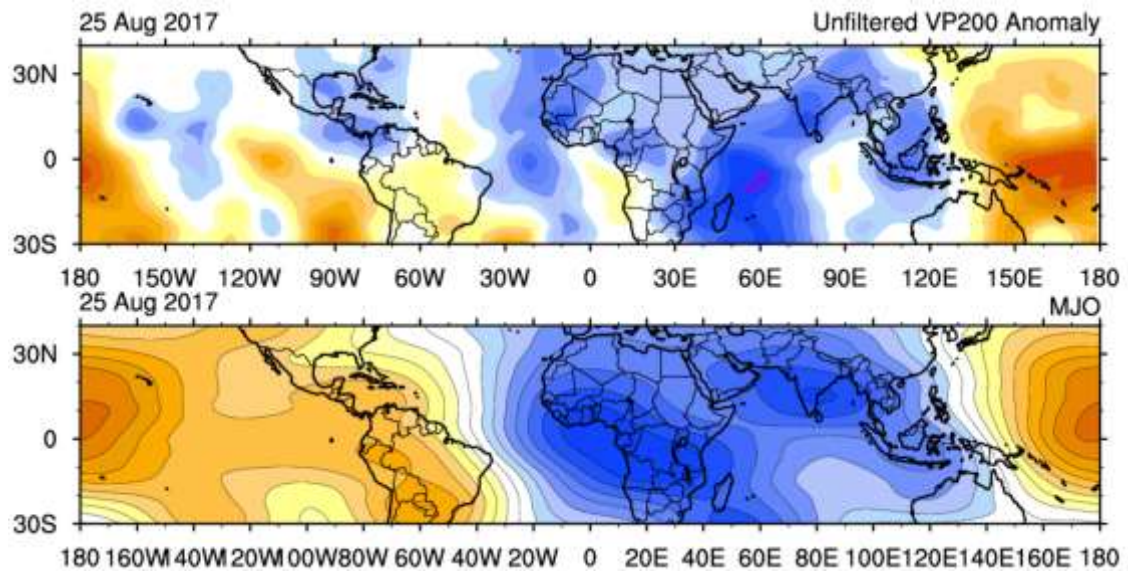 25 Aug 2017 Unfiltered VP200 Anomaly
30N
0
30S
180 150W 120W 90W 60W 30W 0 30E 60E 90E 120E 150E 180
25 Aug 2017 MJO
30N
0
30S
180 160W 140W 120W 100W 80W 60W 40W 20W 0 20E 40E 60E 80E 100E 120E 140E 160E 180